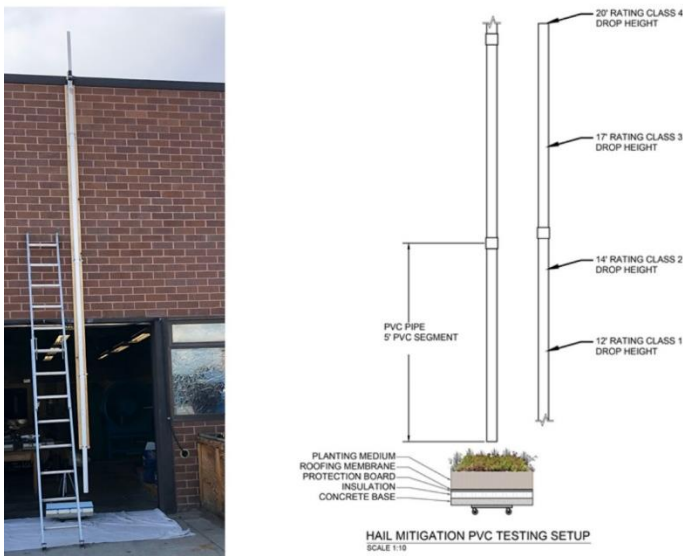 20' RATING CLASS 4
DROP HEIGHT
17' RATING CLASS 3
DROP HEIGHT
14' RATING CLASS 2
DROP HEIGHT
PVC PIPE
5' PVC SEGMENT
12' RATING CLASS 1
DROP HEIGHT
PLANTING MEDIUM
ROOFING MEMBRANE
PROTECTION BOARD
INSULATION
CONCRETE BASE
HAIL MITIGATION PVC TESTING SETUP
SCALE 1:10